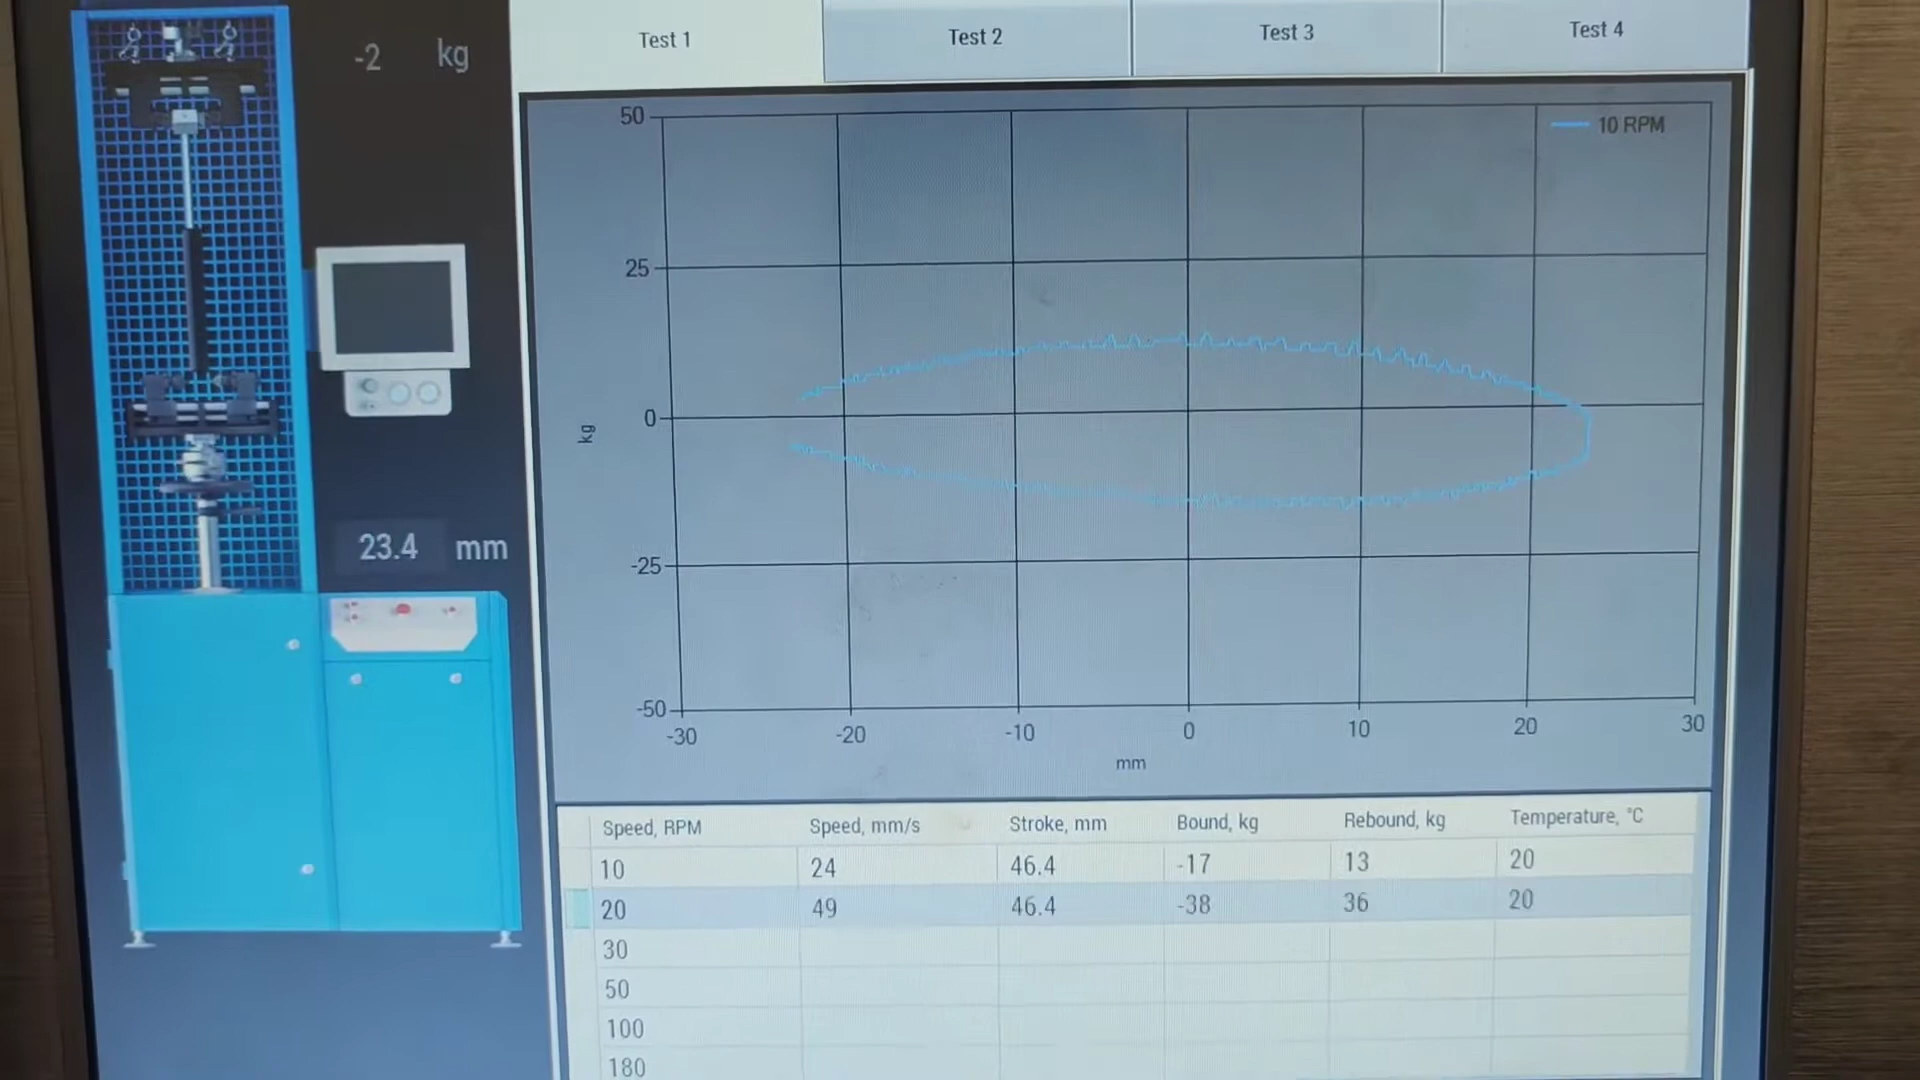 -2 kg
Test 1 Test 2 Test 3 Test 4
50
10 RPM
25
0
kg
-25
-50
-30 -20 -10 0 10 20 30
mm
23.4 mm
Speed, RPM Speed, mm/s Stroke, mm Bound, kg Rebound, kg Temperature, °C
10 24 46.4 -17 13 20
20 49 46.4 -38 36 20
30
50
100
180